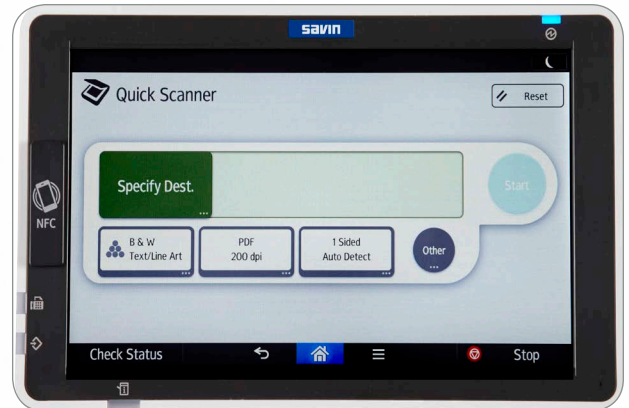 savin
Quick Scanner
Reset
Specify Dest.
Start
B & W
Text/Line Art
PDF
200 dpi
1 Sided
Auto Detect
Other
NFC
Check Status
Stop